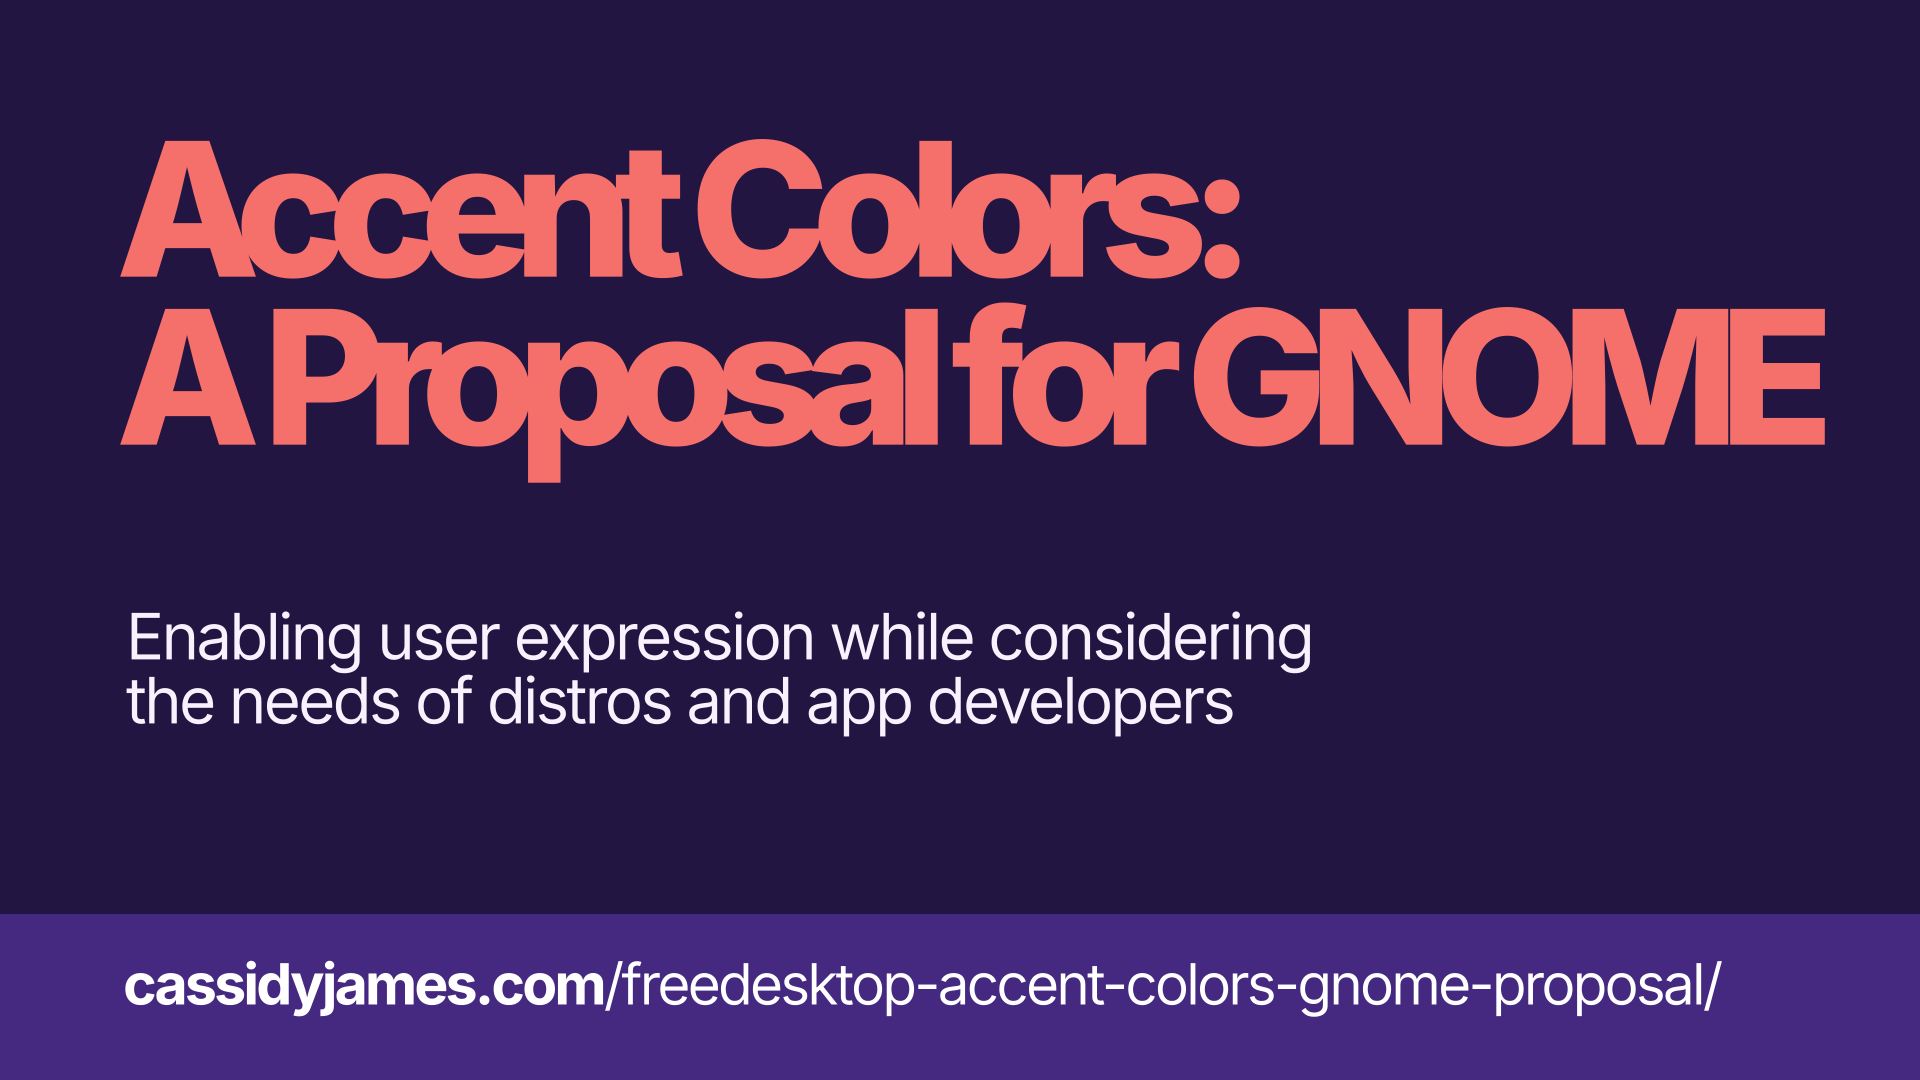 Accent Colors:
A Proposal for GNOME
Enabling user expression while considering
the needs of distros and app developers
cassidyjames.com/freedesktop-accent-colors-gnome-proposal/